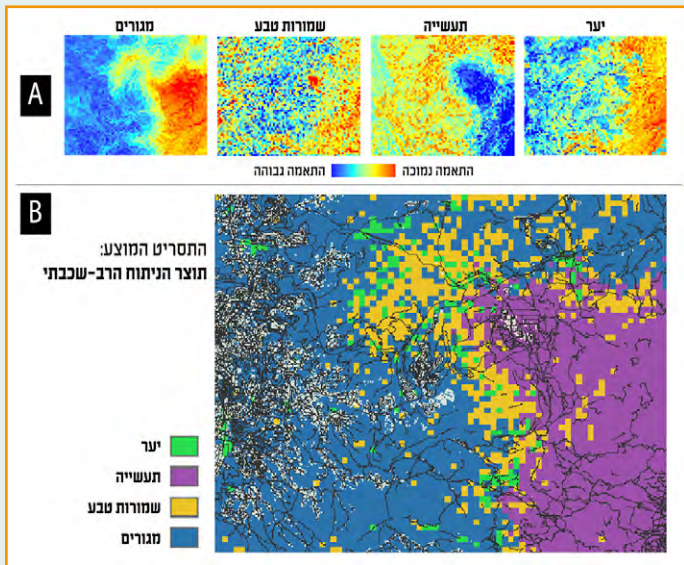 מגורים
שמורות טבע
תעשייה
יער
A
התאמה גבוהה
התאמה נמוכה
B
התסריט המוצע:
תוצר הניתוח הרב-שכבתי
יער
תעשייה
שמורות טבע
מגורים